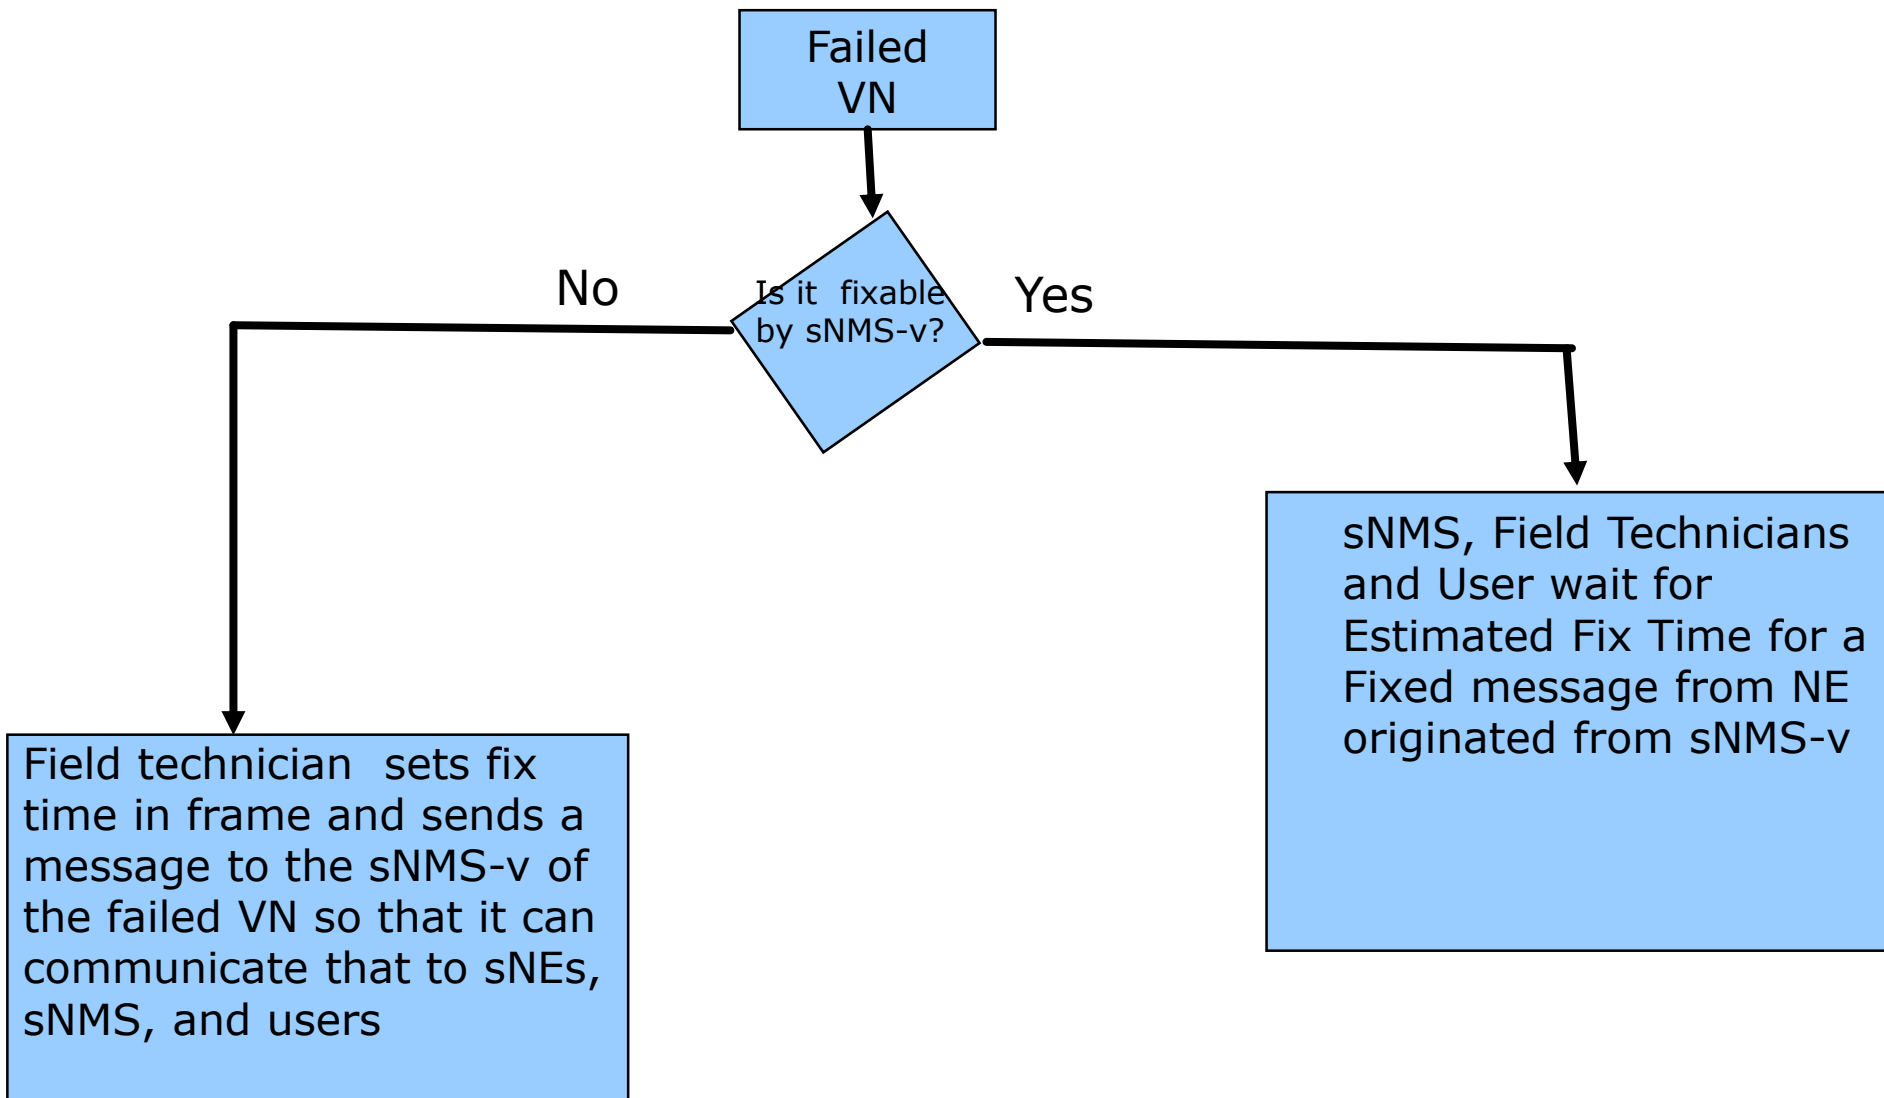 Failed
VN
No
Is it  fixable
by sNMS-v?
Yes
sNMS, Field Technicians
and User wait for
Estimated Fix Time for a
Fixed message from NE
originated from sNMS-v
Field technician  sets fix
time in frame and sends a
message to the sNMS-v of
the failed VN so that it can
communicate that to sNEs,
sNMS, and users